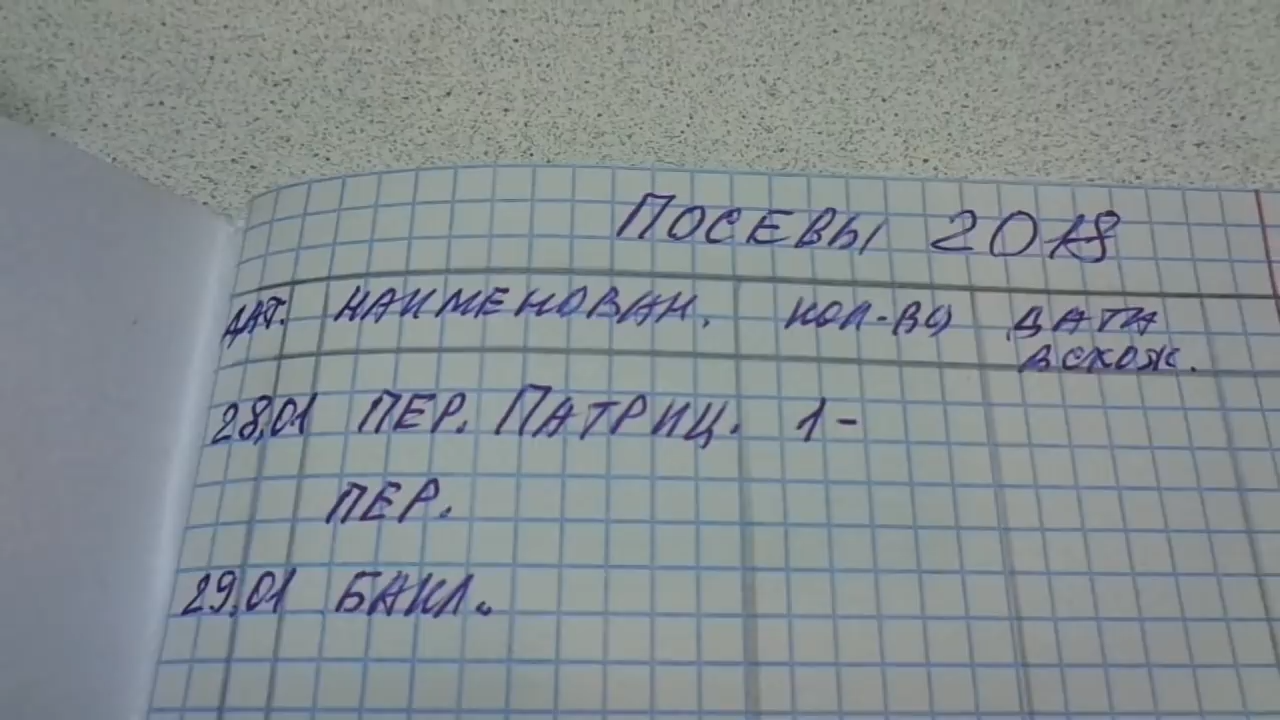 ПОСЕВЫ 2018
ДАТ. НАИМЕНОВАН. КОЛ-ВО ДАТА
ВСХОЖ.
28,01 ПЕР. ПАТРИЦ. 1-
ПЕР.
29,01 БАКЛ.